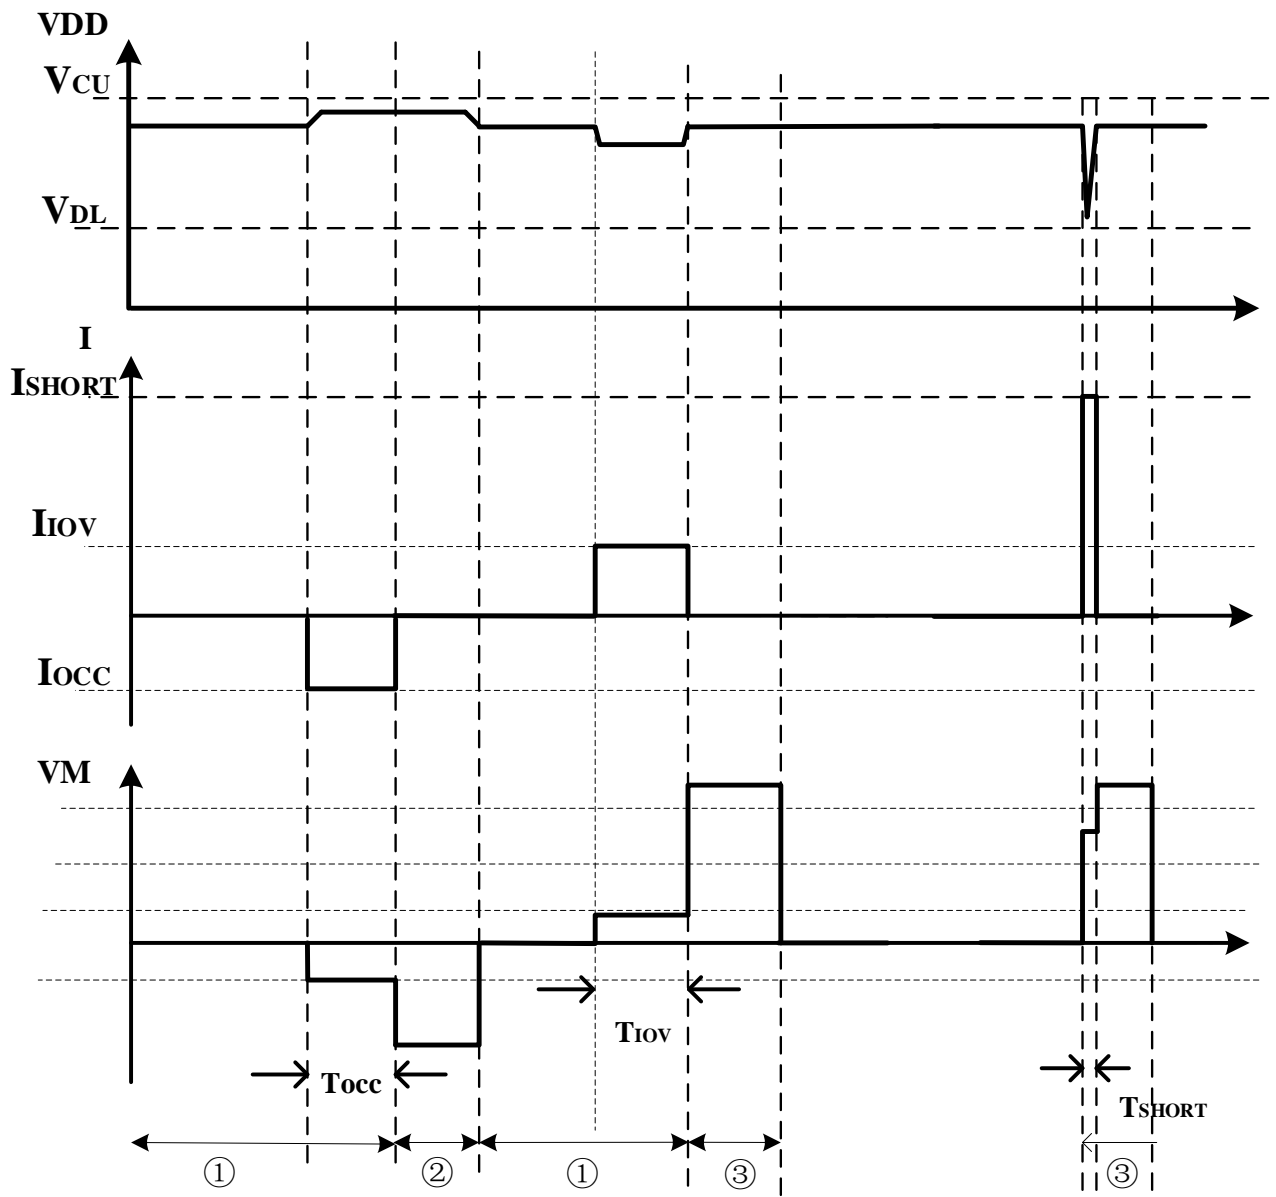 VDD
VCU
VDL
I
ISHORT
IIOV
IOCC
VM
TIOV
TOCC
TSHORT
① ② ① ③ ③